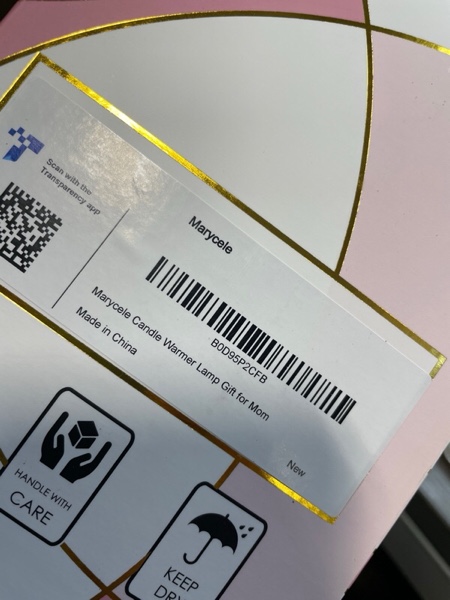 Scan with the
Transparency app
Marycele
B0D95P2CFB
Marycele Candle Warmer Lamp Gift for Mom
Made in China
New
HANDLE WITH
CARE
KEEP
DRY